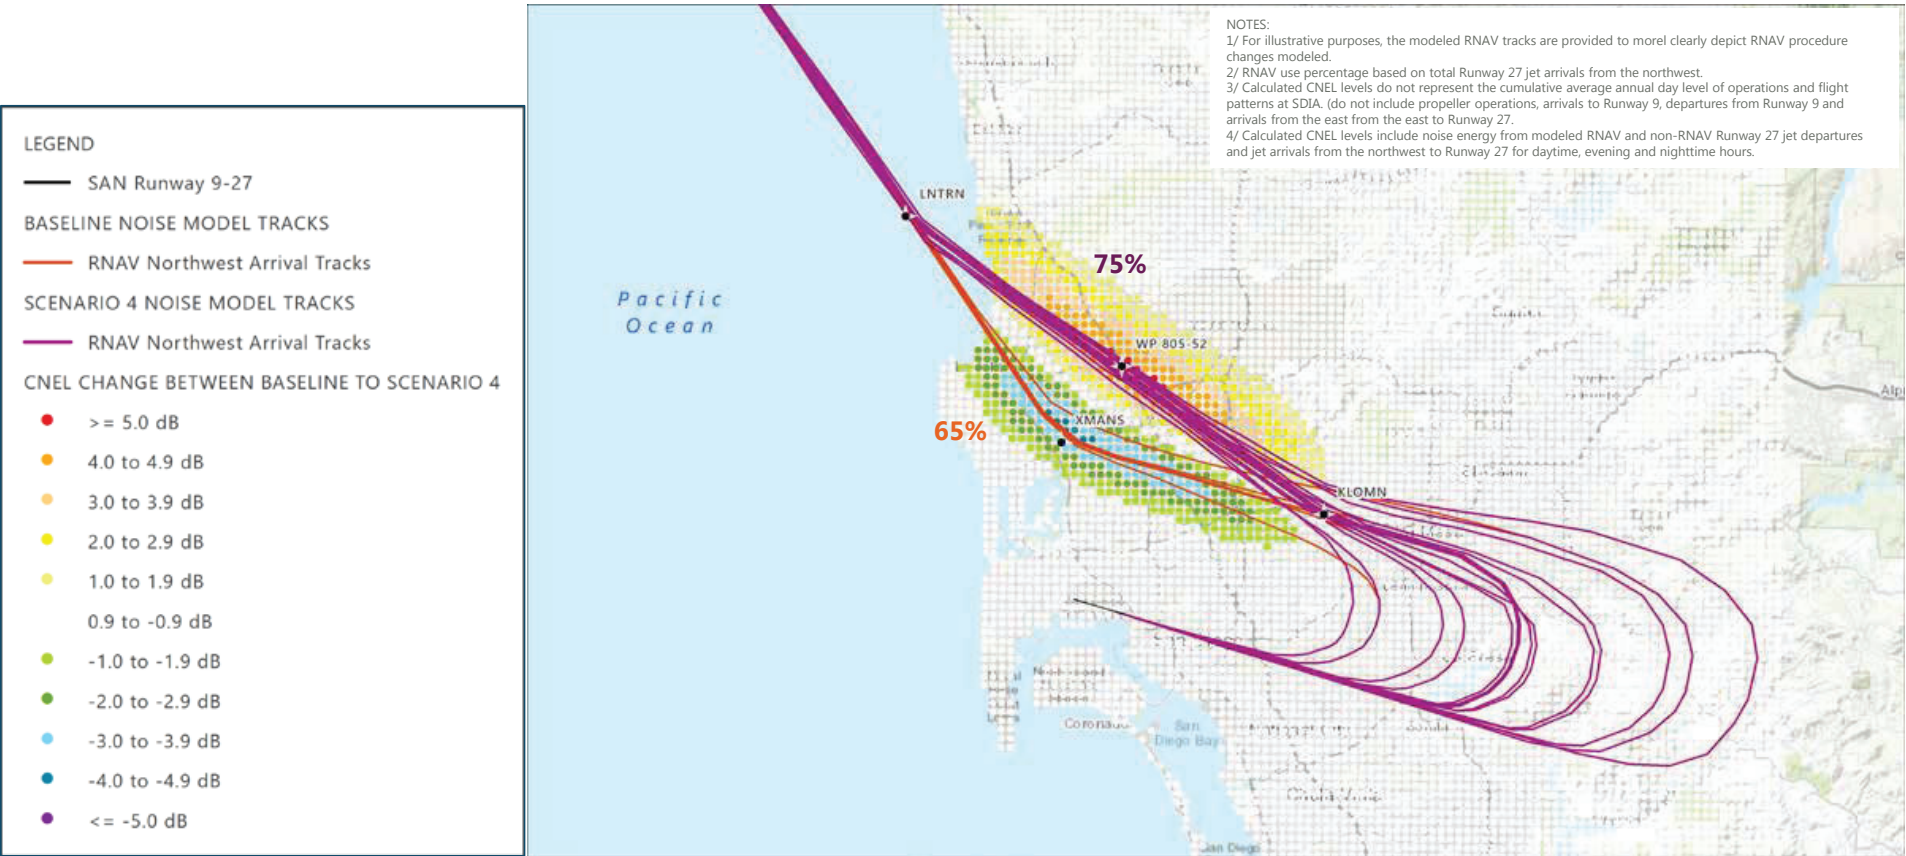 LEGEND
SAN Runway 9-27
BASELINE NOISE MODEL TRACKS
RNAV Northwest Arrival Tracks
SCENARIO 4 NOISE MODEL TRACKS
RNAV Northwest Arrival Tracks
CNEL CHANGE BETWEEN BASELINE TO SCENARIO 4
>= 5.0 dB
4.0 to 4.9 dB
3.0 to 3.9 dB
2.0 to 2.9 dB
1.0 to 1.9 dB
0.9 to -0.9 dB
-1.0 to -1.9 dB
-2.0 to -2.9 dB
-3.0 to -3.9 dB
-4.0 to -4.9 dB
<= -5.0 dB
NOTES:
1/ For illustrative purposes, the modeled RNAV tracks are provided to morel clearly depict RNAV procedure
changes modeled.
2/ RNAV use percentage based on total Runway 27 jet arrivals from the northwest.
3/ Calculated CNEL levels do not represent the cumulative average annual day level of operations and flight
patterns at SDIA. (do not include propeller operations, arrivals to Runway 9, departures from Runway 9 and
arrivals from the east from the east to Runway 27.
4/ Calculated CNEL levels include noise energy from modeled RNAV and non-RNAV Runway 27 jet departures
and jet arrivals from the northwest to Runway 27 for daytime, evening and nighttime hours.
LNTRN
75%
Pacific
Ocean
WP 805-52
XMANS
65%
KLOMN
Coronado
San
Diego Bay
San Diego